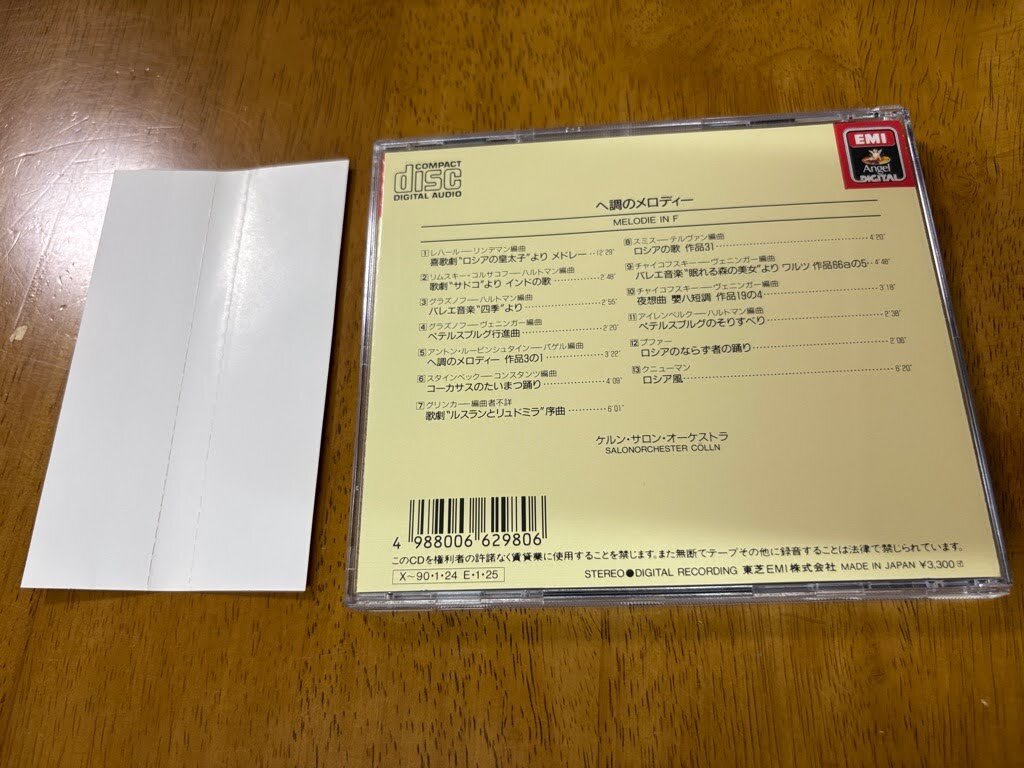 COMPACT
disc
DIGITAL AUDIO
EMI
Angel
DIGITAL
ヘ調のメロディー
MELODIE IN F
1 レハール——リンデマン編曲
喜歌劇“ロシアの皇太子”より メドレー……12'29"
2 リムスキー・コルサコフ——ハルトマン編曲
歌劇“サドコ”より インドの歌……2'48"
3 グラズノフ——ハルトマン編曲
バレエ音楽“四季”より……2'55"
4 グラズノフ——ヴェニンガー編曲
ペテルスブルグ行進曲……2'20"
5 アントン・ルービンシュタイン——バゲル編曲
ヘ調のメロディー 作品3の1……3'22"
6 スタインベック——コンスタンツ編曲
コーカサスのたいまつ踊り……4'09"
7 グリンカ——編曲者不詳
歌劇“ルスランとリュドミラ”序曲……6'01"
8 スミス——テルヴァン編曲
ロシアの歌 作品31……4'20"
9 チャイコフスキー——ヴェニンガー編曲
バレエ音楽“眠れる森の美女”より ワルツ 作品66aの5……4'48"
10 チャイコフスキー——ヴェニンガー編曲
夜想曲 嬰ハ短調 作品19の4……3'18"
11 アイレンベルク——ハルトマン編曲
ペテルスブルグのそりすべり……2'38"
12 プファー
ロシアのならず者の踊り……2'06"
13 クニューマン
ロシア風……6'20"
ケルン・サロン・オーケストラ
SALONORCHESTER CÖLLN
4 988006 629806
このCDを権利者の許諾なく賃貸業に使用することを禁じます。また無断でテープその他に録音することは法律で禁じられています。
X〜90・1・24 E・1・25
STEREO●DIGITAL RECORDING 東芝EMI株式会社 MADE IN JAPAN ¥3,300